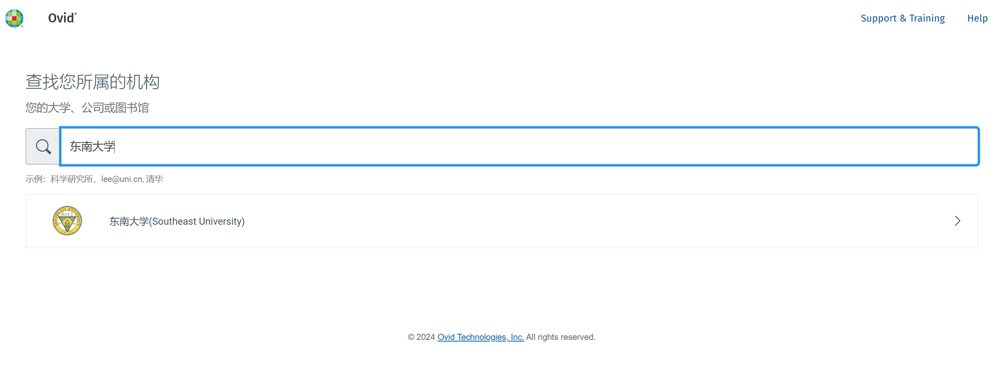 Ovid®
Support & Training
Help
查找您所属的机构
您的大学、公司或图书馆
东南大学
示例：科学研究所，lee@uni.cn, 清华
东南大学(Southeast University)
© 2024 Ovid Technologies, Inc. All rights reserved.